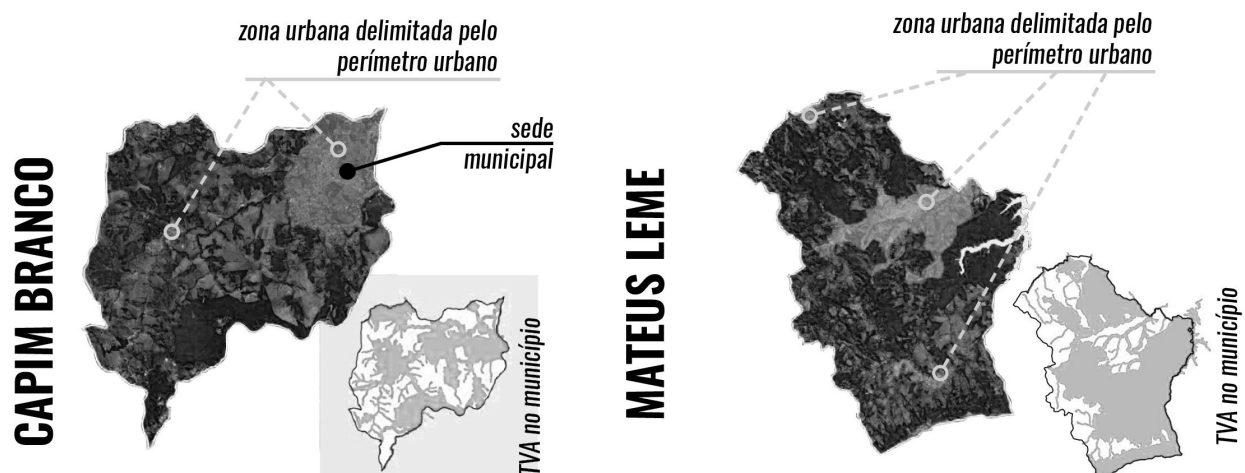 zona urbana delimitada pelo
perímetro urbano
sede
municipal
CAPIM BRANCO
TVA no município
zona urbana delimitada pelo
perímetro urbano
MATEUS LEME
TVA no município